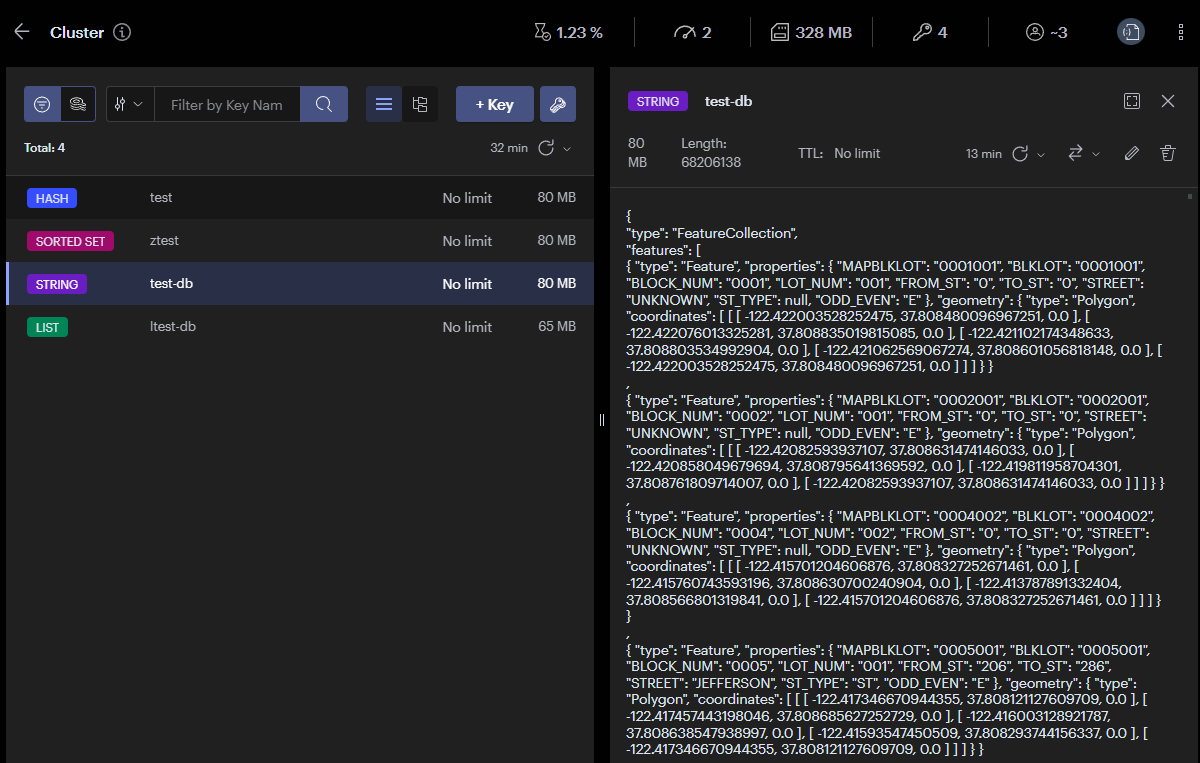 Cluster
1.23 %
2
328 MB
4
~3
Filter by Key Nam
+ Key
Total: 4
32 min
HASH test No limit 80 MB
SORTED SET ztest No limit 80 MB
STRING test-db No limit 80 MB
LIST ltest-db No limit 65 MB
STRING test-db
80 MB
Length: 68206138
TTL: No limit
13 min
{
"type": "FeatureCollection",
"features": [
{ "type": "Feature", "properties": { "MAPBLKLOT": "0001001", "BLKLOT": "0001001",
"BLOCK_NUM": "0001", "LOT_NUM": "001", "FROM_ST": "0", "TO_ST": "0", "STREET":
"UNKNOWN", "ST_TYPE": null, "ODD_EVEN": "E" }, "geometry": { "type": "Polygon",
"coordinates": [ [ [ -122.422003528252475, 37.808480096967251, 0.0 ], [
-122.422076013325281, 37.808835019815085, 0.0 ], [ -122.421102174348633,
37.808803534992904, 0.0 ], [ -122.421062569067274, 37.808601056818148, 0.0 ], [
-122.422003528252475, 37.808480096967251, 0.0 ] ] ] } }
,
{ "type": "Feature", "properties": { "MAPBLKLOT": "0002001", "BLKLOT": "0002001",
"BLOCK_NUM": "0002", "LOT_NUM": "001", "FROM_ST": "0", "TO_ST": "0", "STREET":
"UNKNOWN", "ST_TYPE": null, "ODD_EVEN": "E" }, "geometry": { "type": "Polygon",
"coordinates": [ [ [ -122.42082593937107, 37.808631474146033, 0.0 ], [
-122.420858049679694, 37.808795641369592, 0.0 ], [ -122.419811958704301,
37.808761809714007, 0.0 ], [ -122.42082593937107, 37.808631474146033, 0.0 ] ] ] } }
,
{ "type": "Feature", "properties": { "MAPBLKLOT": "0004002", "BLKLOT": "0004002",
"BLOCK_NUM": "0004", "LOT_NUM": "002", "FROM_ST": "0", "TO_ST": "0", "STREET":
"UNKNOWN", "ST_TYPE": null, "ODD_EVEN": "E" }, "geometry": { "type": "Polygon",
"coordinates": [ [ [ -122.415701204606876, 37.808327252671461, 0.0 ], [
-122.415760743593196, 37.808630700240904, 0.0 ], [ -122.413787891332404,
37.808566801319841, 0.0 ], [ -122.415701204606876, 37.808327252671461, 0.0 ] ] ] }
}
,
{ "type": "Feature", "properties": { "MAPBLKLOT": "0005001", "BLKLOT": "0005001",
"BLOCK_NUM": "0005", "LOT_NUM": "001", "FROM_ST": "206", "TO_ST": "286",
"STREET": "JEFFERSON", "ST_TYPE": "ST", "ODD_EVEN": "E" }, "geometry": { "type":
"Polygon", "coordinates": [ [ [ -122.417346670944355, 37.808121127609709, 0.0 ], [
-122.417457443198046, 37.808685627252729, 0.0 ], [ -122.416003128921787,
37.808638547938997, 0.0 ], [ -122.41593547450509, 37.808293744156337, 0.0 ], [
-122.417346670944355, 37.808121127609709, 0.0 ] ] ] } }